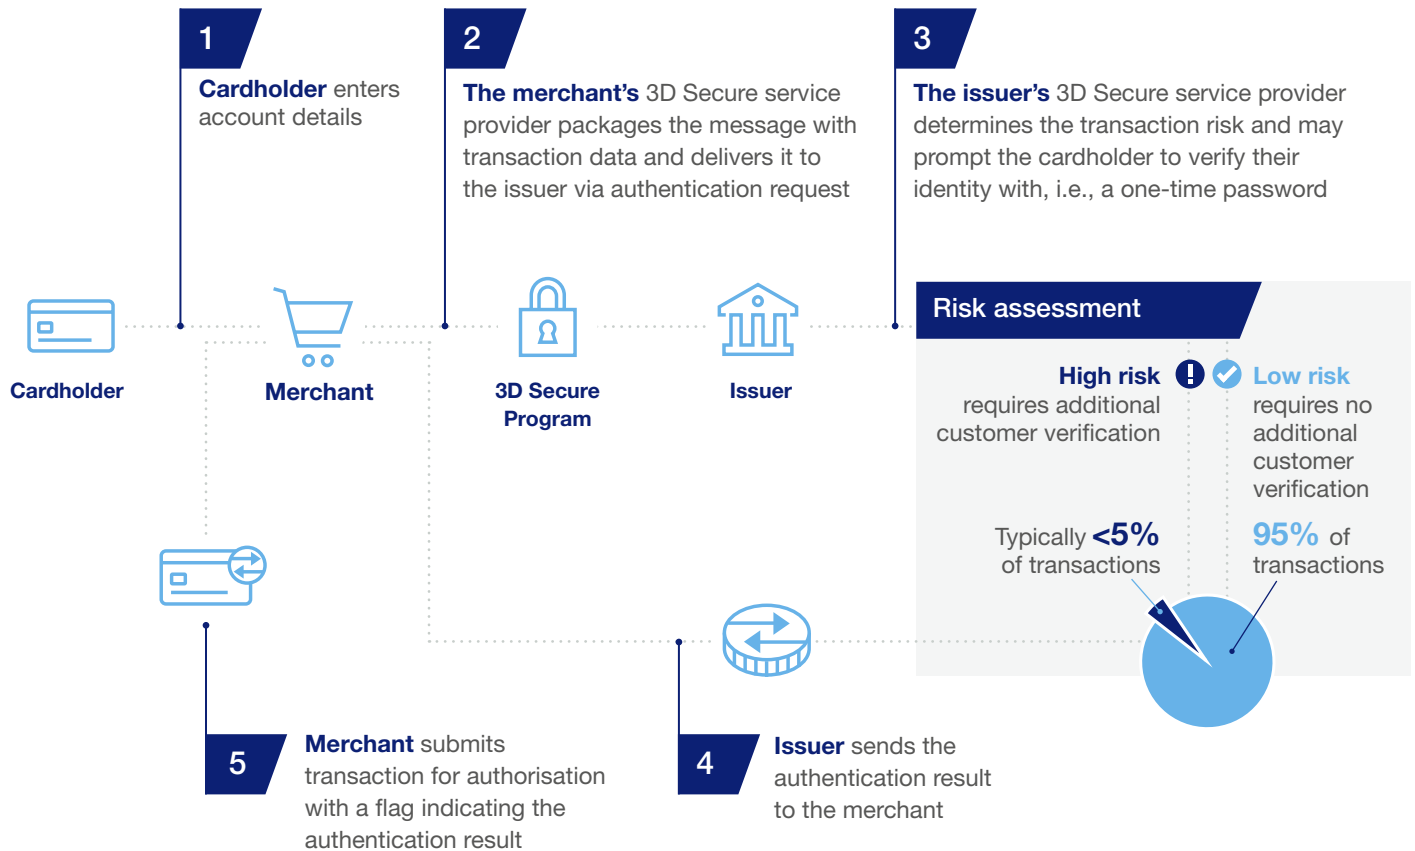 1
Cardholder enters
account details
2
The merchant's 3D Secure service
provider packages the message with
transaction data and delivers it to
the issuer via authentication request
3
The issuer's 3D Secure service provider
determines the transaction risk and may
prompt the cardholder to verify their
identity with, i.e., a one-time password
Cardholder
Merchant
3D Secure
Program
Issuer
Risk assessment
High risk
requires additional
customer verification
Typically <5%
of transactions
Low risk
requires no
additional
customer
verification
95% of
transactions
5
Merchant submits
transaction for authorisation
with a flag indicating the
authentication result
4
Issuer sends the
authentication result
to the merchant